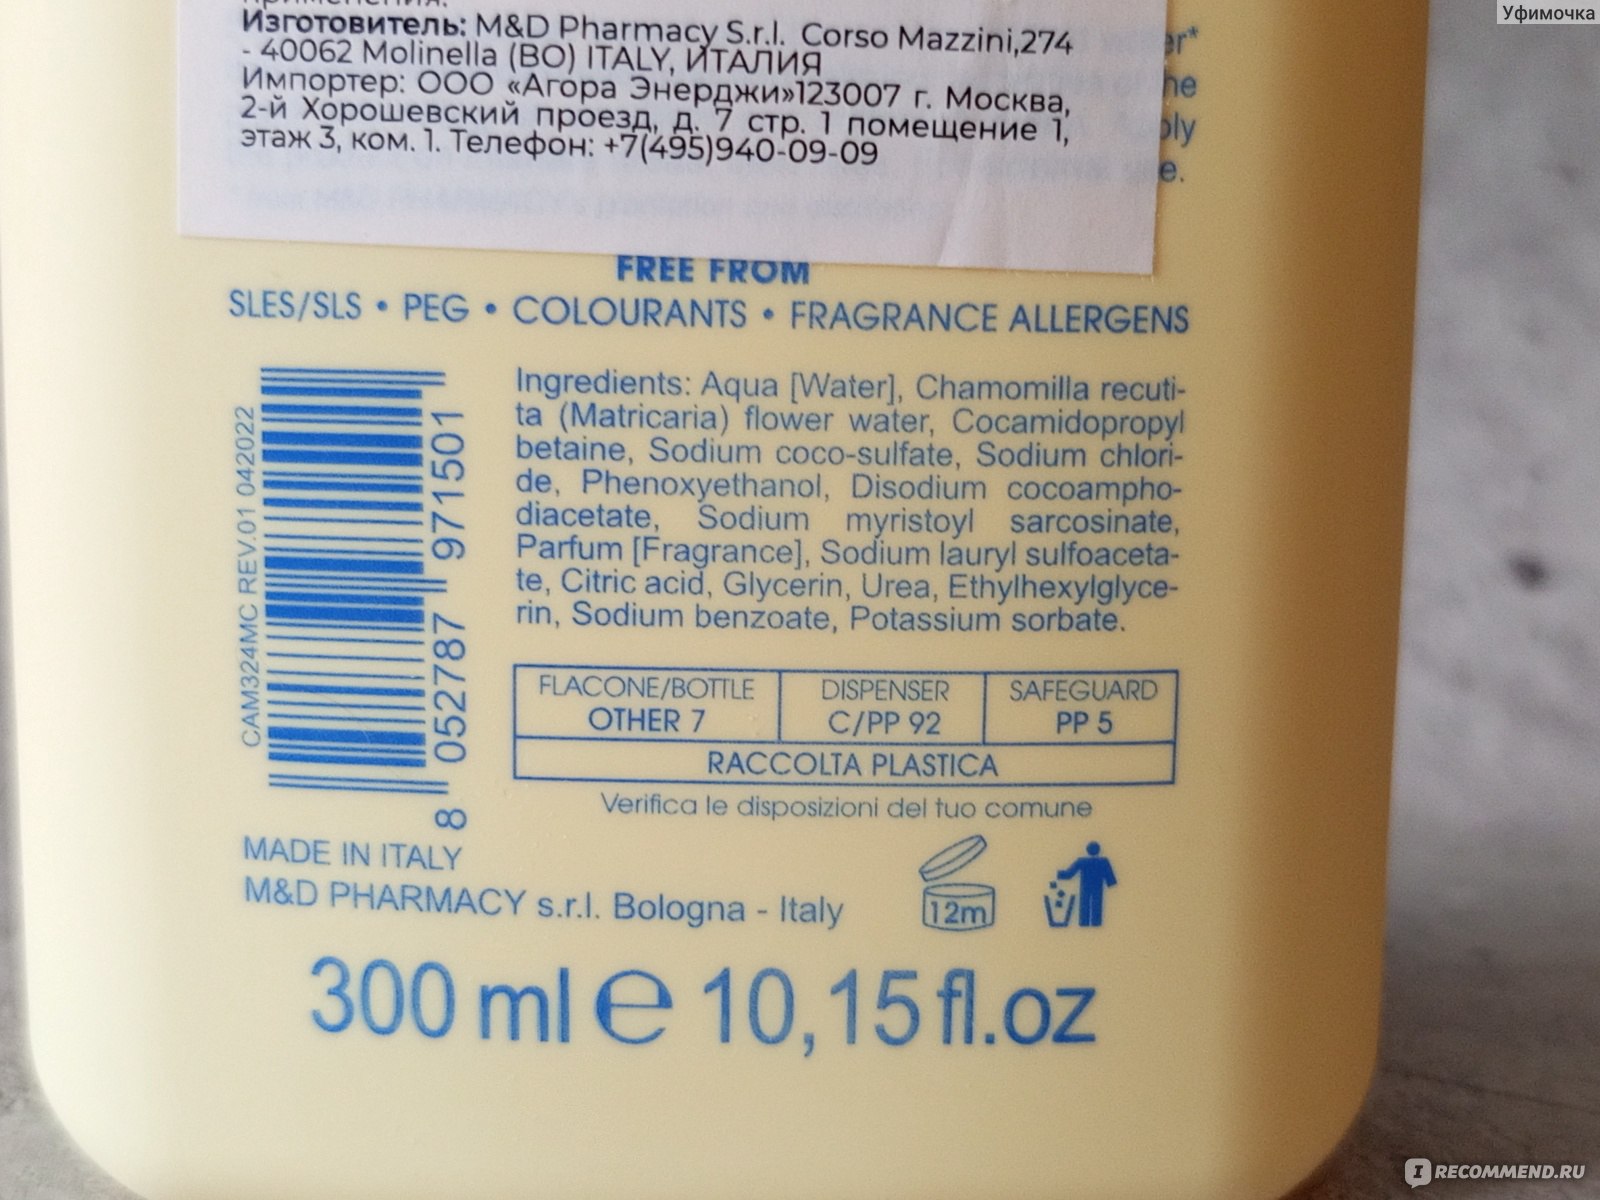 Уфимочка
Изготовитель: M&D Pharmacy S.r.l. Corso Mazzini,274
- 40062 Molinella (BO) ITALY, ИТАЛИЯ
Импортер: ООО «Агора Энерджи»123007 г. Москва,
2-й Хорошевский проезд, д. 7 стр. 1 помещение 1,
этаж 3, ком. 1. Телефон: +7(495)940-09-09
FREE FROM
SLES/SLS • PEG • COLOURANTS • FRAGRANCE ALLERGENS
Ingredients: Aqua [Water], Chamomilla recuti-
ta (Matricaria) flower water, Cocamidopropyl
betaine, Sodium coco-sulfate, Sodium chlori-
de, Phenoxyethanol, Disodium cocoampho-
diacetate, Sodium myristoyl sarcosinate,
Parfum [Fragrance], Sodium lauryl sulfoaceta-
te, Citric acid, Glycerin, Urea, Ethylhexylglyce-
rin, Sodium benzoate, Potassium sorbate.
CAM324MC REV.01 042022
8 052787 971501
FLACONE/BOTTLE DISPENSER SAFEGUARD
OTHER 7 C/PP 92 PP 5
RACCOLTA PLASTICA
Verifica le disposizioni del tuo comune
MADE IN ITALY
M&D PHARMACY s.r.l. Bologna - Italy
12m
300 ml e 10,15 fl.oz
IRECOMMEND.RU